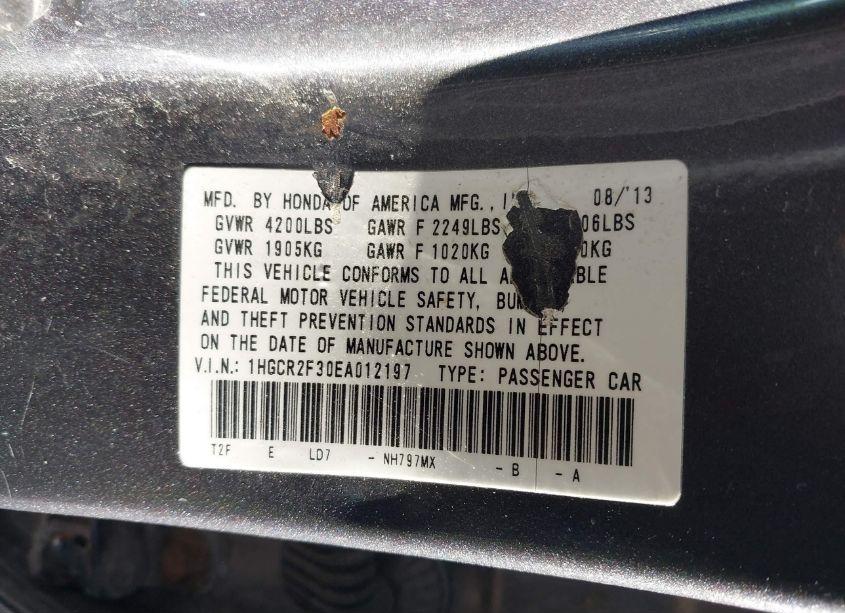 MFD. BY HONDA OF AMERICA MFG., 08/'13
GVWR 4200LBS GAWR F 2249LBS 06LBS
GVWR 1905KG GAWR F 1020KG 0KG
THIS VEHICLE CONFORMS TO ALL
FEDERAL MOTOR VEHICLE SAFETY,
AND THEFT PREVENTION STANDARDS IN EFFECT
ON THE DATE OF MANUFACTURE SHOWN ABOVE.
V.I.N.: 1HGCR2F30EA012197 TYPE: PASSENGER CAR
T2F E LD7 - NH797MX - B - A